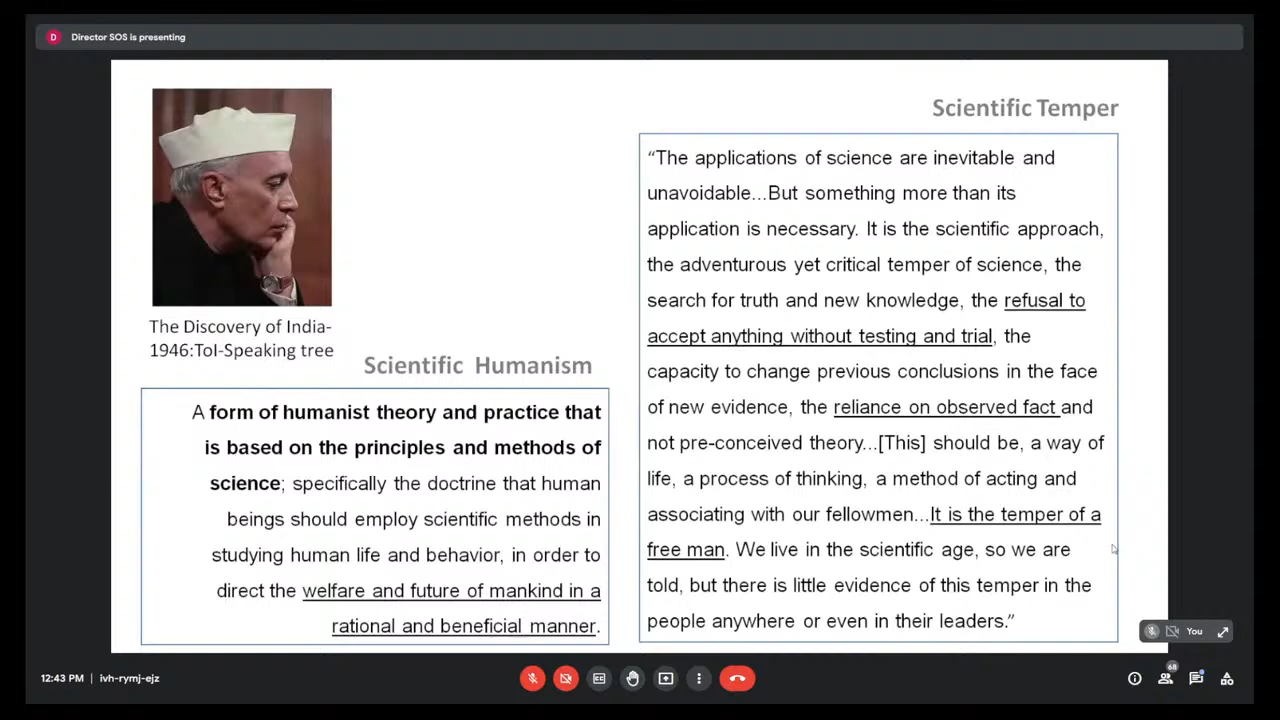 D Director SOS is presenting
The Discovery of India-
1946:ToI-Speaking tree
Scientific Humanism
A form of humanist theory and practice that
is based on the principles and methods of
science; specifically the doctrine that human
beings should employ scientific methods in
studying human life and behavior, in order to
direct the welfare and future of mankind in a
rational and beneficial manner.
Scientific Temper
“The applications of science are inevitable and
unavoidable...But something more than its
application is necessary. It is the scientific approach,
the adventurous yet critical temper of science, the
search for truth and new knowledge, the refusal to
accept anything without testing and trial, the
capacity to change previous conclusions in the face
of new evidence, the reliance on observed fact and
not pre-conceived theory...[This] should be, a way of
life, a process of thinking, a method of acting and
associating with our fellowmen...It is the temper of a
free man. We live in the scientific age, so we are
told, but there is little evidence of this temper in the
people anywhere or even in their leaders.”
You
12:43 PM | ivh-rymj-ejz
68